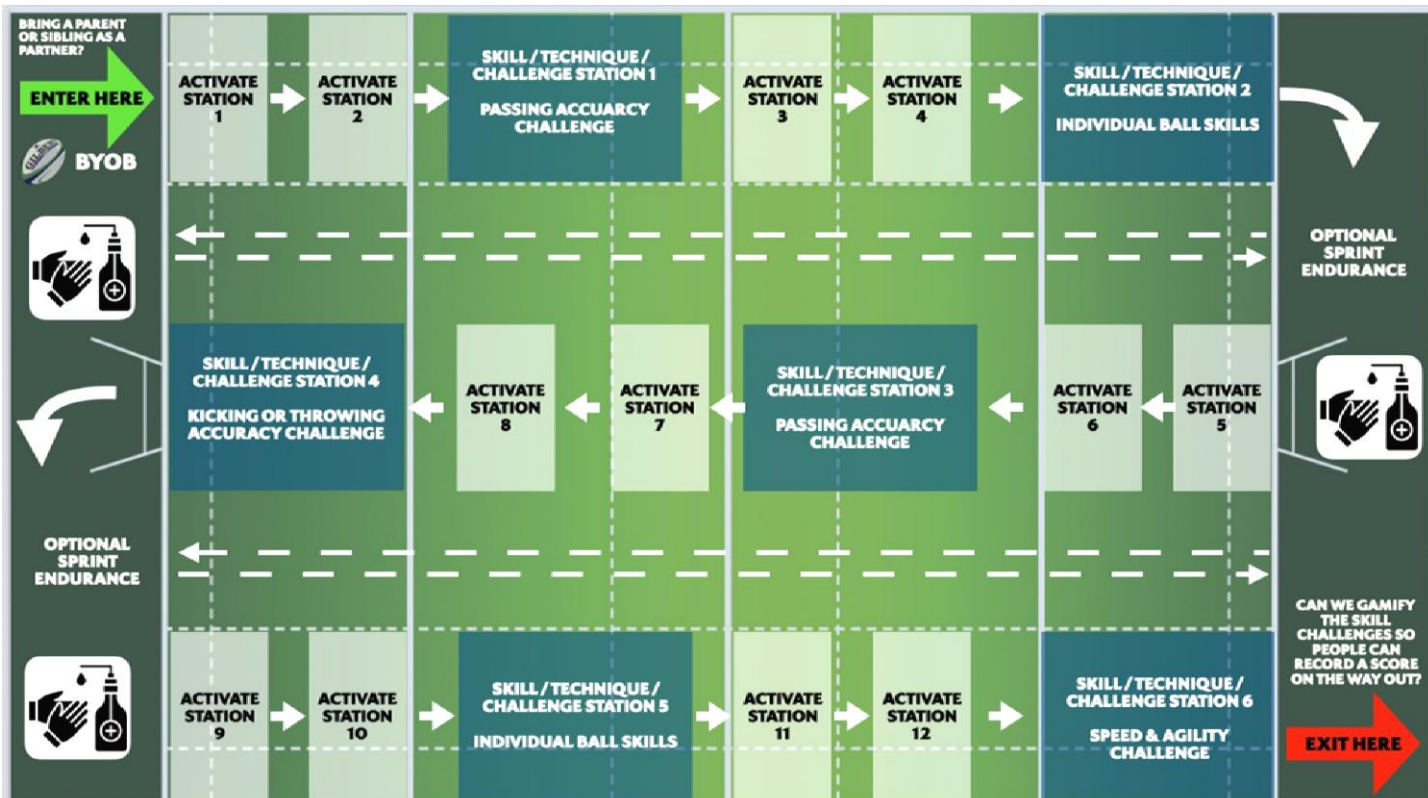 BRING A PARENT
OR SIBLING AS A
PARTNER?
ENTER HERE
BYOB
ACTIVATE
STATION
1
ACTIVATE
STATION
2
SKILL / TECHNIQUE /
CHALLENGE STATION 1
PASSING ACCUARCY
CHALLENGE
ACTIVATE
STATION
3
ACTIVATE
STATION
4
SKILL / TECHNIQUE /
CHALLENGE STATION 2
INDIVIDUAL BALL SKILLS
OPTIONAL
SPRINT
ENDURANCE
ACTIVATE
STATION
5
ACTIVATE
STATION
6
SKILL / TECHNIQUE /
CHALLENGE STATION 3
PASSING ACCUARCY
CHALLENGE
ACTIVATE
STATION
7
ACTIVATE
STATION
8
SKILL / TECHNIQUE /
CHALLENGE STATION 4
KICKING OR THROWING
ACCURACY CHALLENGE
OPTIONAL
SPRINT
ENDURANCE
ACTIVATE
STATION
9
ACTIVATE
STATION
10
SKILL / TECHNIQUE /
CHALLENGE STATION 5
INDIVIDUAL BALL SKILLS
ACTIVATE
STATION
11
ACTIVATE
STATION
12
SKILL / TECHNIQUE /
CHALLENGE STATION 6
SPEED & AGILITY
CHALLENGE
CAN WE GAMIFY
THE SKILL
CHALLENGES SO
PEOPLE CAN
RECORD A SCORE
ON THE WAY OUT?
EXIT HERE